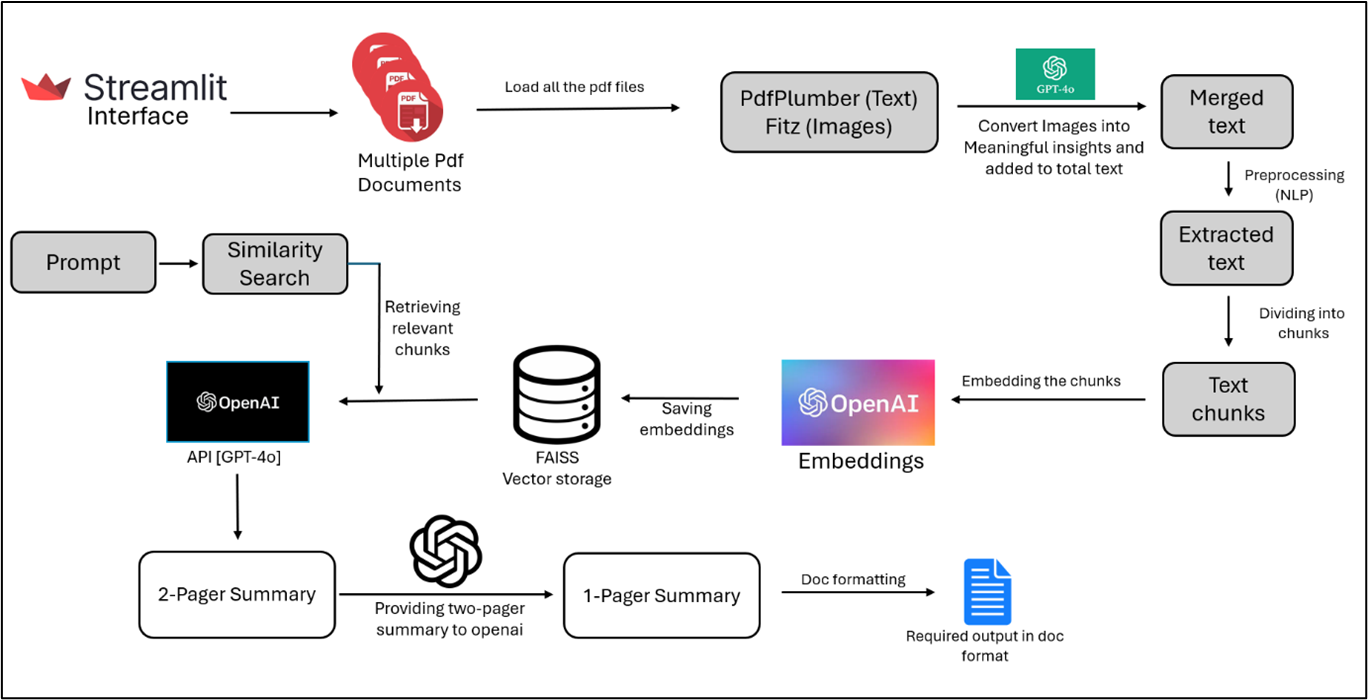 Streamlit
Interface
PDF
PDF
Multiple Pdf
Documents
Load all the pdf files
PdfPlumber (Text)
Fitz (Images)
GPT-4o
Convert Images into
Meaningful insights and
added to total text
Merged
text
Preprocessing
(NLP)
Extracted
text
Dividing into
chunks
Text
chunks
Prompt
Similarity
Search
Retrieving
relevant
chunks
Embedding the chunks
OpenAI
Embeddings
Saving
embeddings
FAISS
Vector storage
OpenAI
API [GPT-4o]
2-Pager Summary
Providing two-pager
summary to openai
1-Pager Summary
Doc formatting
Required output in doc
format